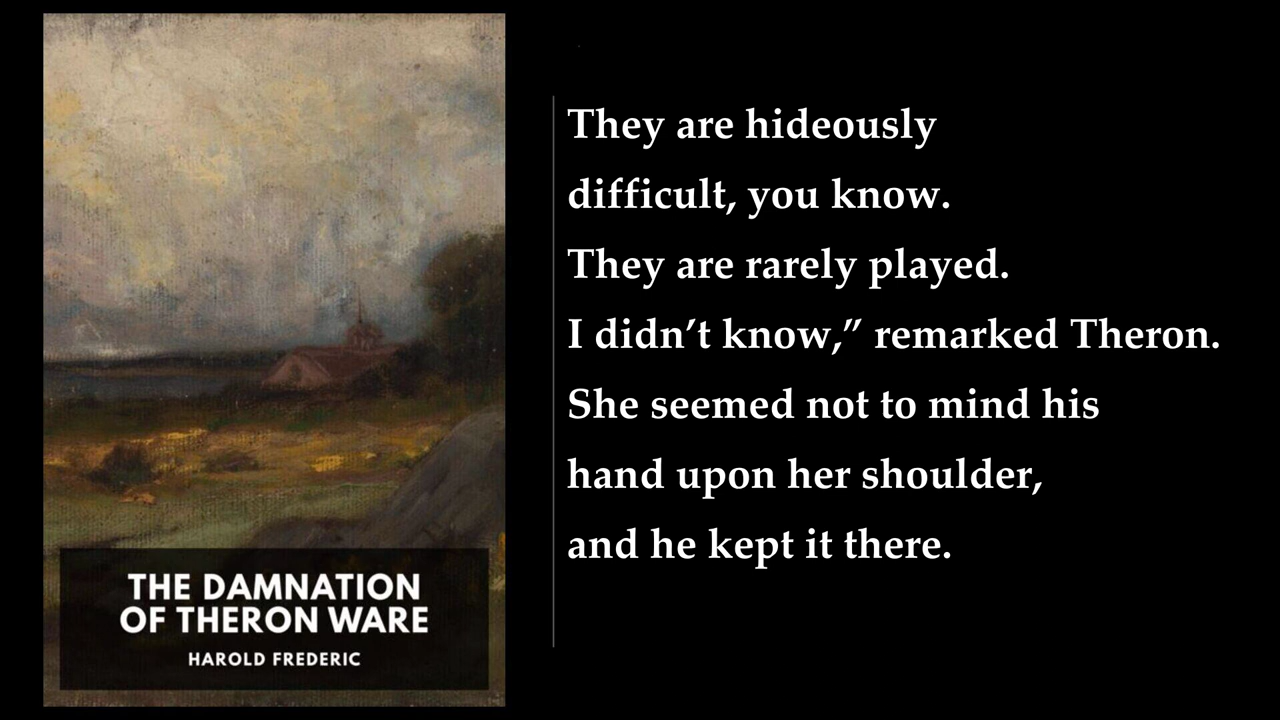 They are hideously
difficult, you know.
They are rarely played.
I didn’t know,” remarked Theron.
She seemed not to mind his
hand upon her shoulder,
and he kept it there.
THE DAMNATION
OF THERON WARE
HAROLD FREDERIC